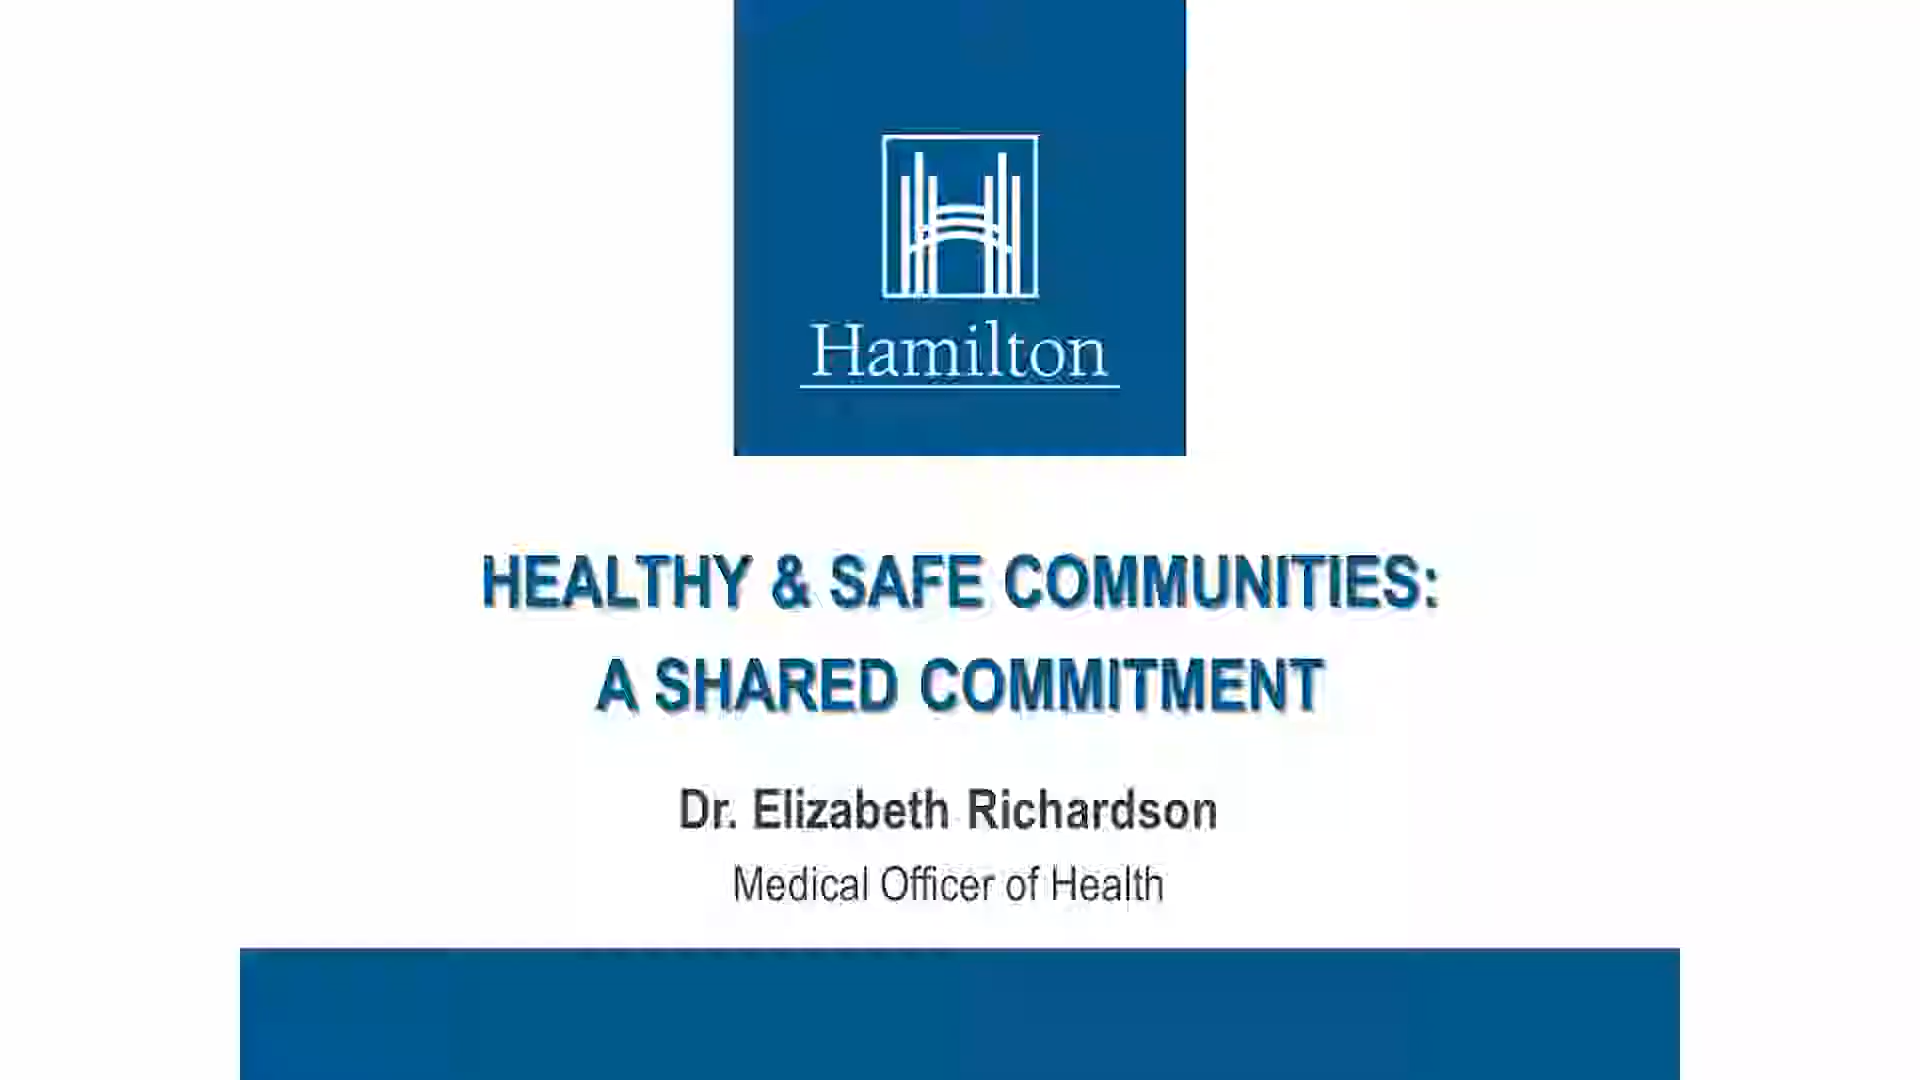 Hamilton
HEALTHY & SAFE COMMUNITIES:
A SHARED COMMITMENT
Dr. Elizabeth Richardson
Medical Officer of Health